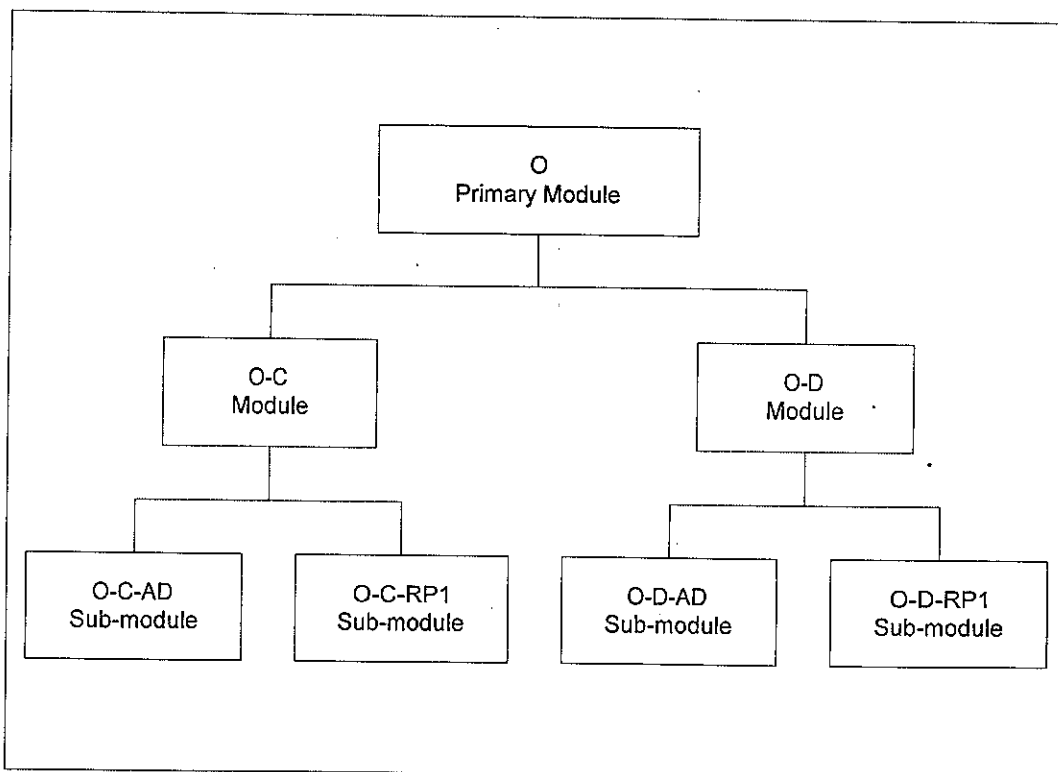 O
Primary Module
O-C
Module
O-D
Module
O-C-AD
Sub-module
O-C-RP1
Sub-module
O-D-AD
Sub-module
O-D-RP1
Sub-module